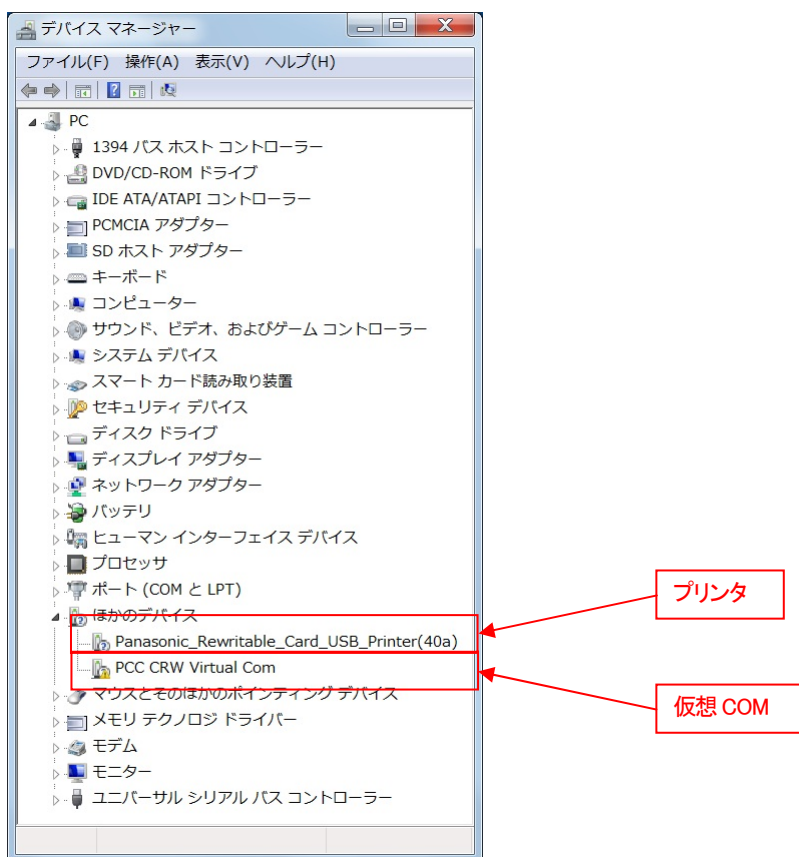 デバイス マネージャー
ファイル(F) 操作(A) 表示(V) ヘルプ(H)
PC
1394 バス ホスト コントローラー
DVD/CD-ROM ドライブ
IDE ATA/ATAPI コントローラー
PCMCIA アダプター
SD ホスト アダプター
キーボード
コンピューター
サウンド、ビデオ、およびゲーム コントローラー
システム デバイス
スマート カード読み取り装置
セキュリティ デバイス
ディスク ドライブ
ディスプレイ アダプター
ネットワーク アダプター
バッテリ
ヒューマン インターフェイス デバイス
プロセッサ
ポート (COM と LPT)
ほかのデバイス
Panasonic_Rewritable_Card_USB_Printer(40a)
PCC CRW Virtual Com
マウスとそのほかのポインティング デバイス
メモリ テクノロジ ドライバー
モデム
モニター
ユニバーサル シリアル バス コントローラー
プリンタ
仮想 COM